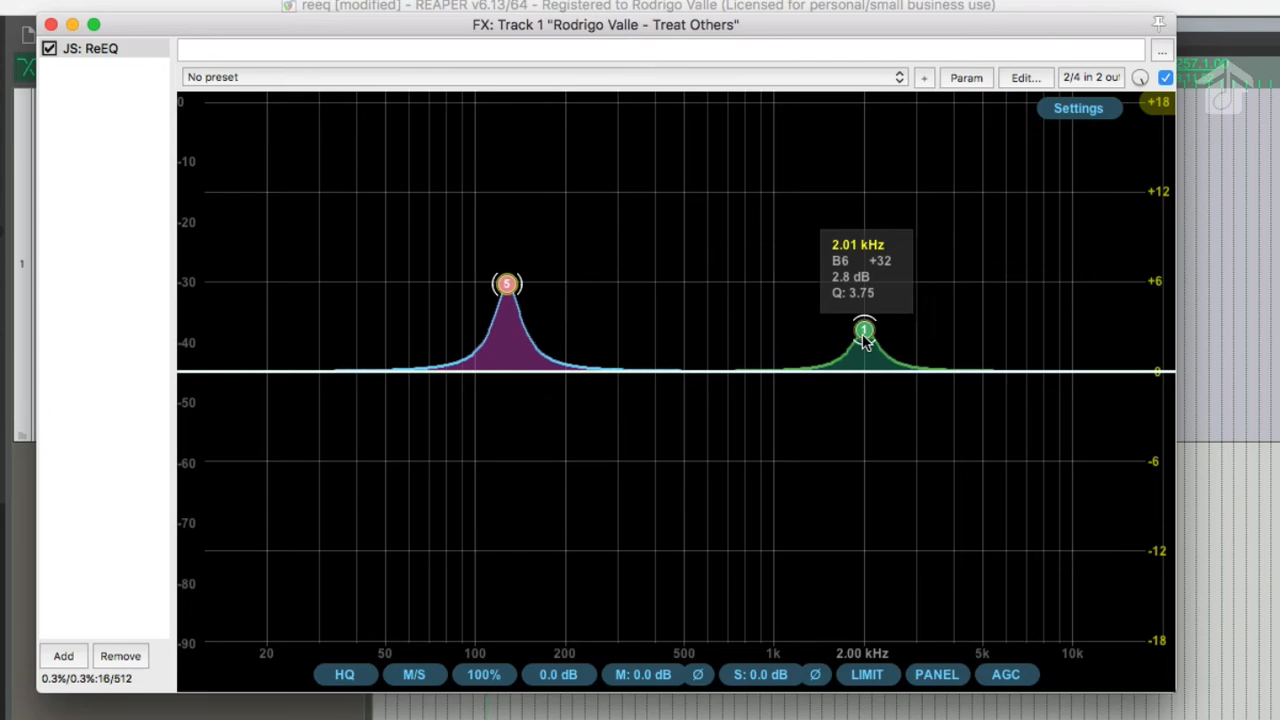 reeq [modified] - REAPER v6.13/64 - Registered to Rodrigo Valle (Licensed for personal/small business use)
FX: Track 1 "Rodrigo Valle - Treat Others"
JS: ReEQ
...
No preset
+ Param Edit... 2/4 in 2 ou
257.1.00
0 Settings +18
-10
+12
-20
2.01 kHz
B6 +32
2.8 dB
Q: 3.75
-30 5 +6
1
1
-40
0
-50
-60 -6
-70
-12
-80
-90 -18
20 50 100 200 500 1k 2.00 kHz 5k 10k
Add Remove
HQ M/S 100% 0.0 dB M: 0.0 dB Ø S: 0.0 dB Ø LIMIT PANEL AGC
0.3%/0.3%:16/512